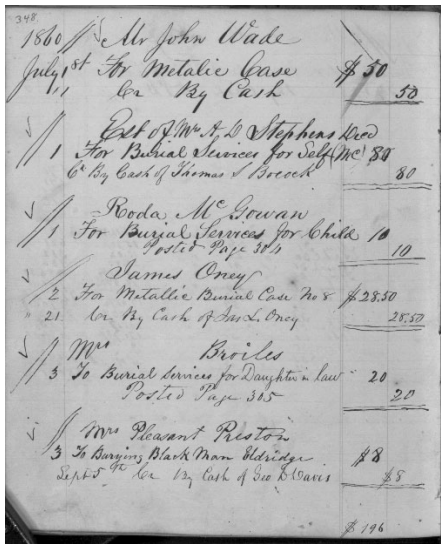 348
1860 Mr John Wade
July 1st For Metalic Case $50
" Cr By Cash 50
Est of Mrs A. D Stephens Decd
1 For Burial Services for Self (MC) 80
Cr By Cash of Thomas S Bocock 80
Roda Mc Gowan
1 For Burial Services for Child 10
Posted Page 304 10
James Oney
2 For Metallic Burial Case No 8 $28.50
" 21 Cr By Cash of Jas L. Oney 28.50
Mrs Broiles
3 To Burial Services for Daughter in law 20
Posted Page 305 20
Mrs Pleasant Preston
3 To Burying Black Man Eldridge $8
Sept 5th Cr By Cash of Geo D Davis $8
$196